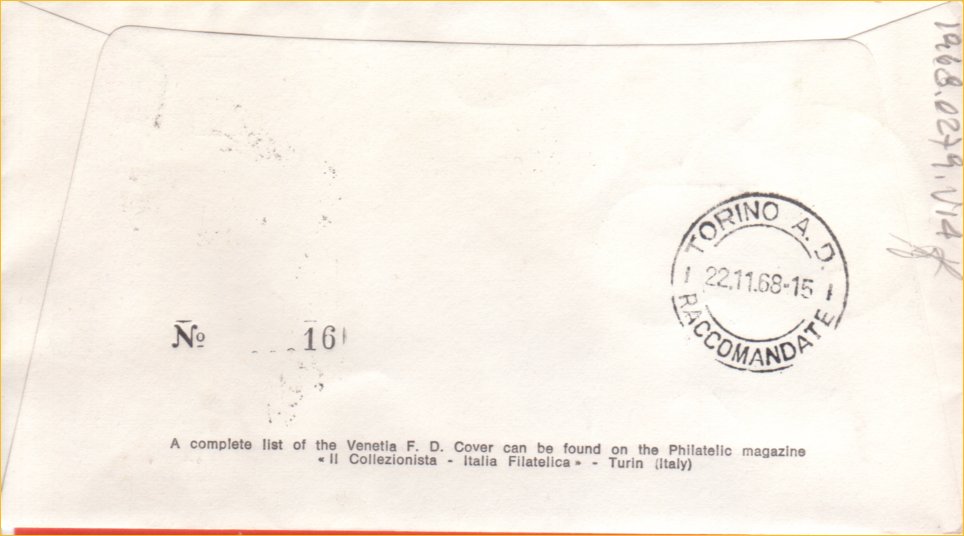 1968.0279.V14
TORINO A. D.
22.11.68-15
RACCOMANDATE
No 16
A complete list of the Venetia F. D. Cover can be found on the Philatelic magazine
« Il Collezionista - Italia Filatelica » - Turin (Italy)